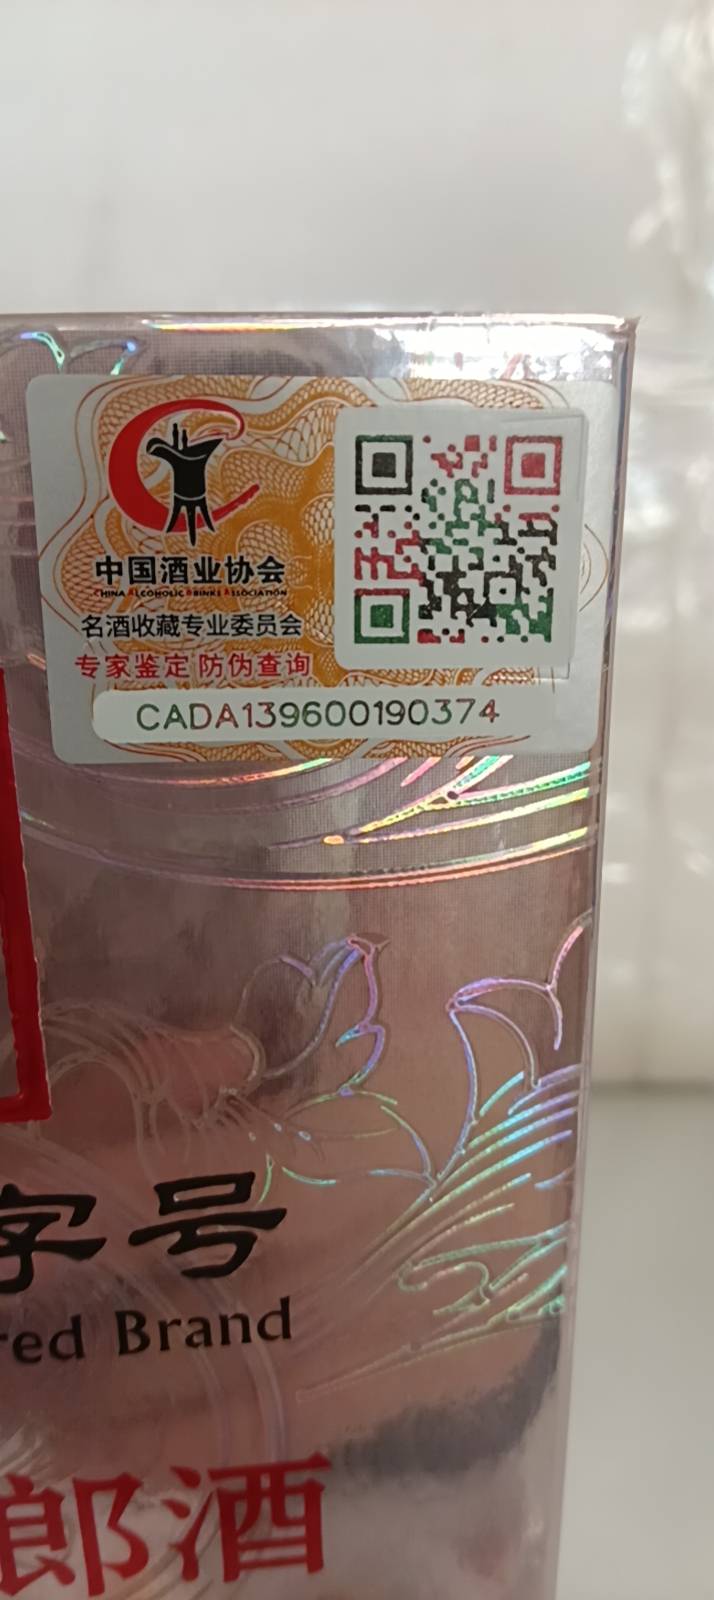 中国酒业协会
CHINA ALCOHOLIC DRINKS ASSOCIATION
名酒收藏专业委员会
专家鉴定 防伪查询
CADA139600190374
字号
red Brand
郎酒